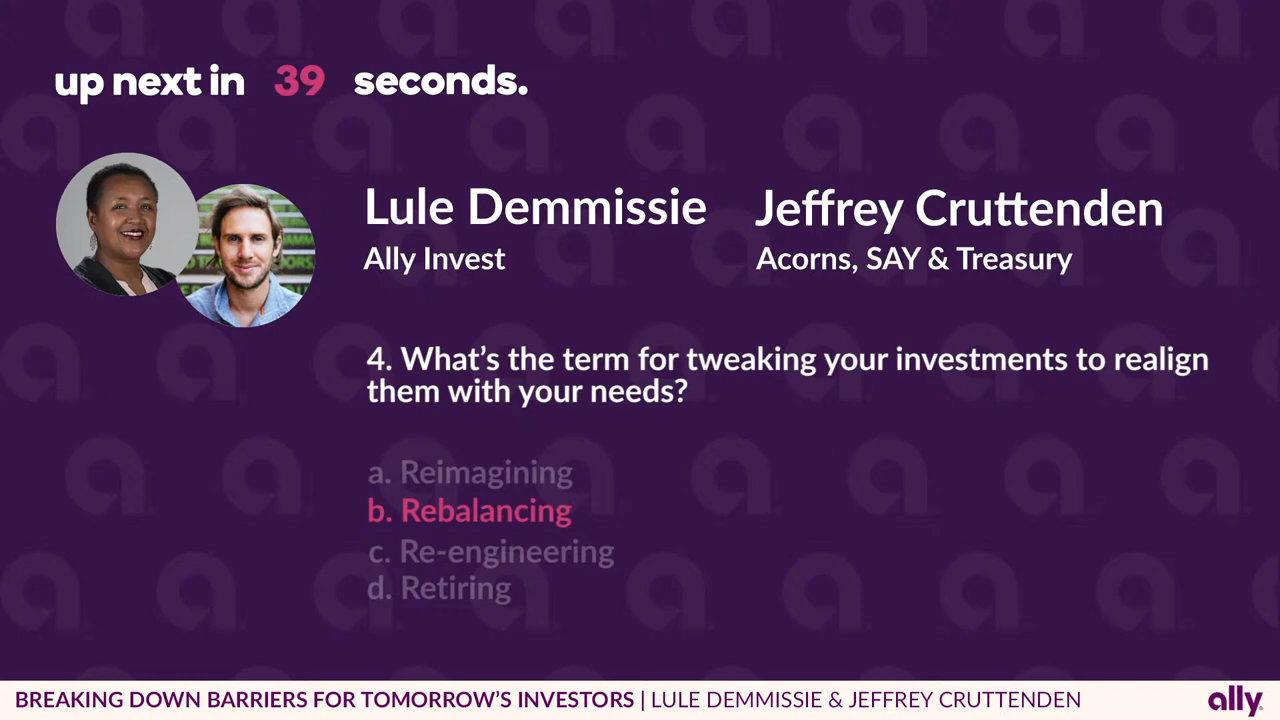 up next in 39 seconds.
Lule Demmissie
Jeffrey Cruttenden
Ally Invest
Acorns, SAY & Treasury
4. What's the term for tweaking your investments to realign
them with your needs?
a. Reimagining
b. Rebalancing
c. Re-engineering
d. Retiring
BREAKING DOWN BARRIERS FOR TOMORROW'S INVESTORS | LULE DEMMISSIE & JEFFREY CRUTTENDEN
ally.